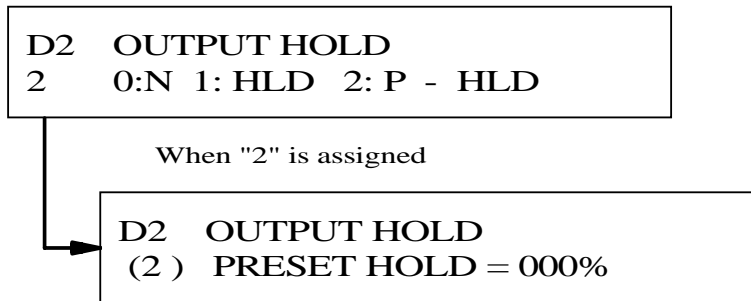 D2 OUTPUT HOLD
2 0:N 1: HLD 2: P - HLD
When "2" is assigned
D2 OUTPUT HOLD
(2 ) PRESET HOLD = 000%